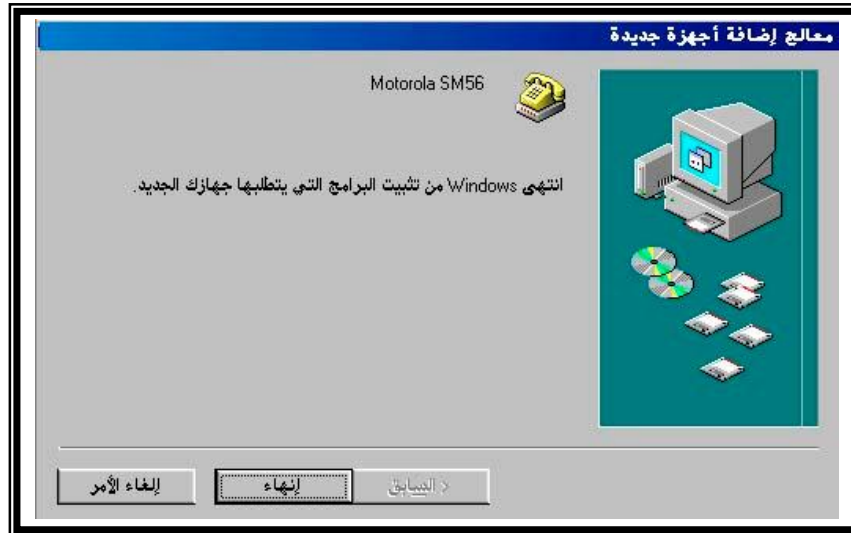 معالج إضافة أجهزة جديدة
Motorola SM56
انتهى Windows من تثبيت البرامج التي يتطلبها جهازك الجديد.
< السابق
إنهاء
إلغاء الأمر